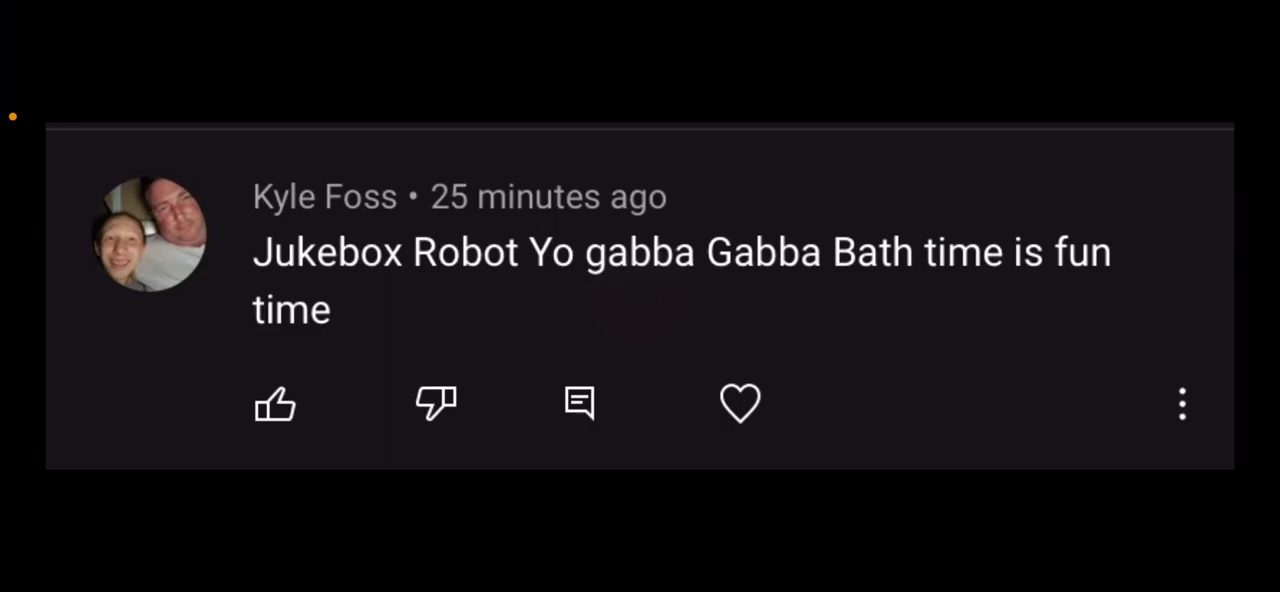 Kyle Foss • 25 minutes ago
Jukebox Robot Yo gabba Gabba Bath time is fun
time